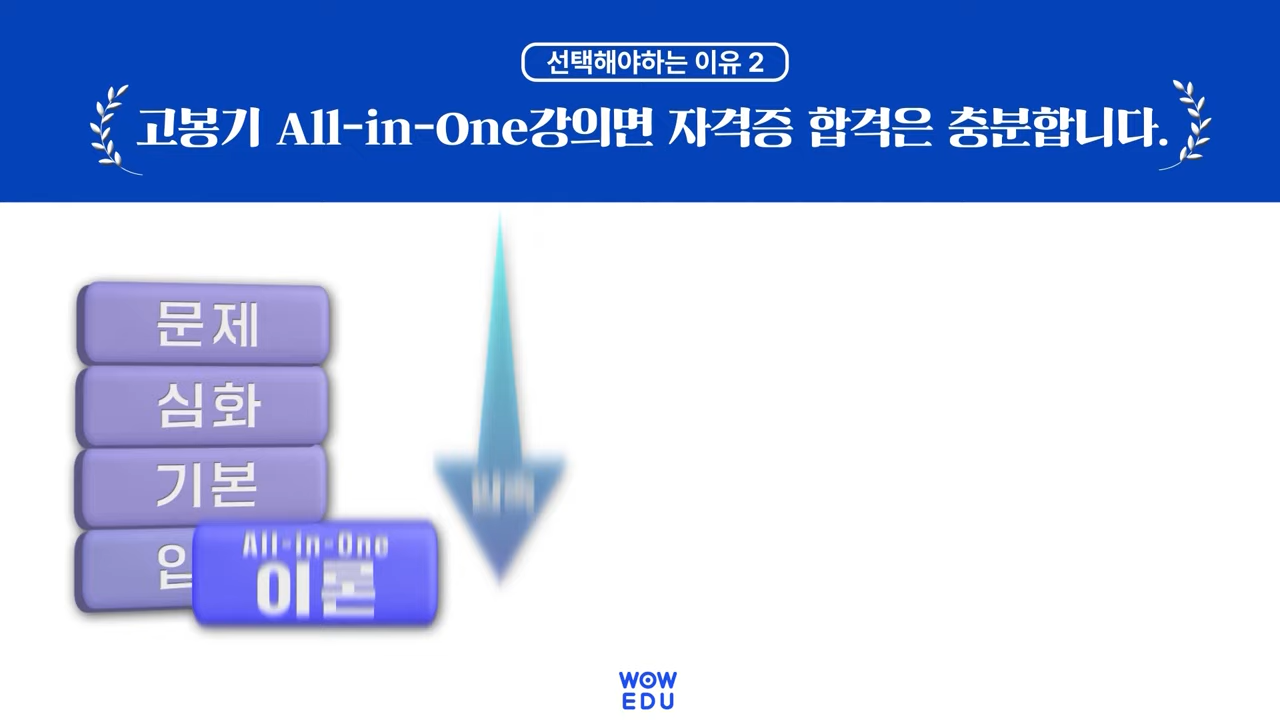 선택해야하는 이유 2
고봉기 All-in-One강의면 자격증 합격은 충분합니다.
문제
심화
기본
All-in-One
이론
WOW
EDU